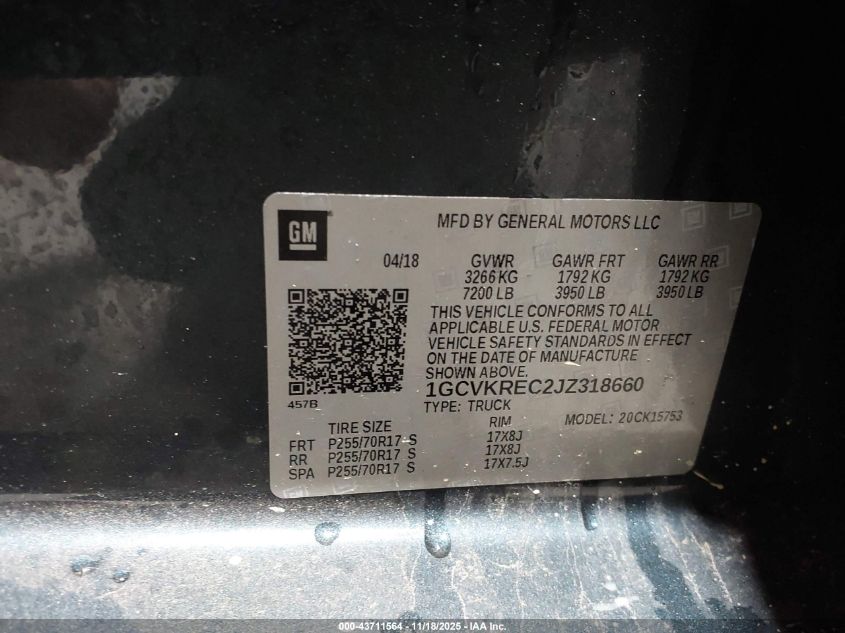 GM
MFD BY GENERAL MOTORS LLC
04/18 GVWR GAWR FRT GAWR RR
3266 KG 1792 KG 1792 KG
7200 LB 3950 LB 3950 LB
THIS VEHICLE CONFORMS TO ALL
APPLICABLE U.S. FEDERAL MOTOR
VEHICLE SAFETY STANDARDS IN EFFECT
ON THE DATE OF MANUFACTURE
SHOWN ABOVE.
1GCVKREC2JZ318660
457B
TYPE: TRUCK
MODEL: 20CK15753
TIRE SIZE RIM
FRT P255/70R17 S 17X8J
RR P255/70R17 S 17X8J
SPA P255/70R17 S 17X7.5J
000-43711564 - 11/18/2025 - IAA Inc.